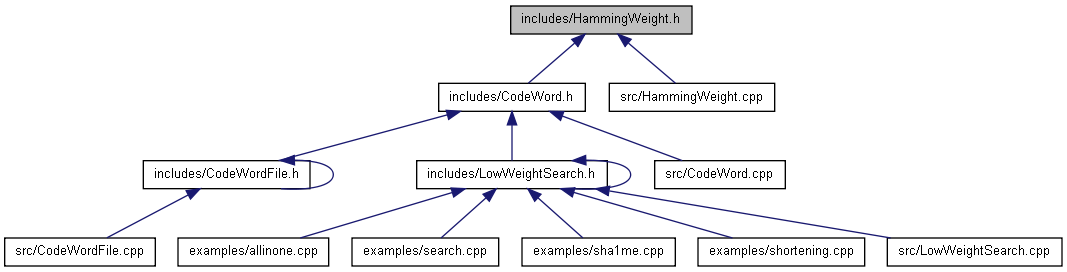 includes/HammingWeight.h
includes/CodeWord.h
src/HammingWeight.cpp
includes/CodeWordFile.h
includes/LowWeightSearch.h
src/CodeWord.cpp
src/CodeWordFile.cpp
examples/allinone.cpp
examples/search.cpp
examples/sha1me.cpp
examples/shortening.cpp
src/LowWeightSearch.cpp